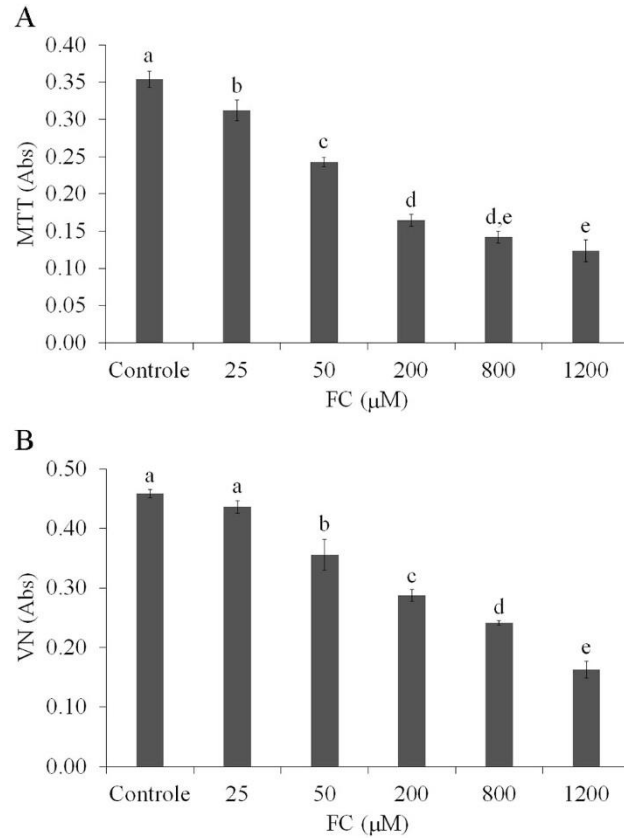 A
a
b
c
d
d,e
e
0.40
0.35
0.30
0.25
0.20
0.15
0.10
0.05
0.00
MTT (Abs)
Controle 25 50 200 800 1200
FC (µM)
B
a
a
b
c
d
e
0.50
0.40
0.30
0.20
0.10
0.00
VN (Abs)
Controle 25 50 200 800 1200
FC (µM)